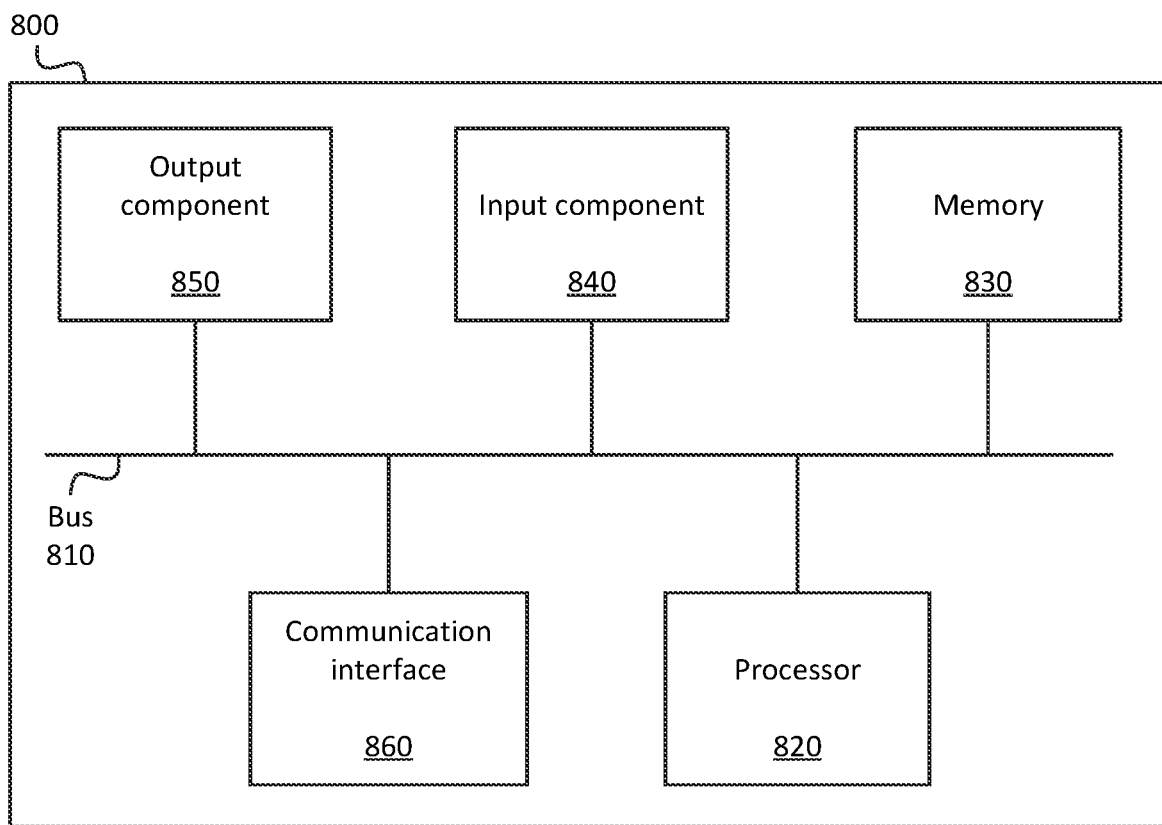 800
Output
component
850
Input component
840
Memory
830
Bus
810
Communication
interface
860
Processor
820